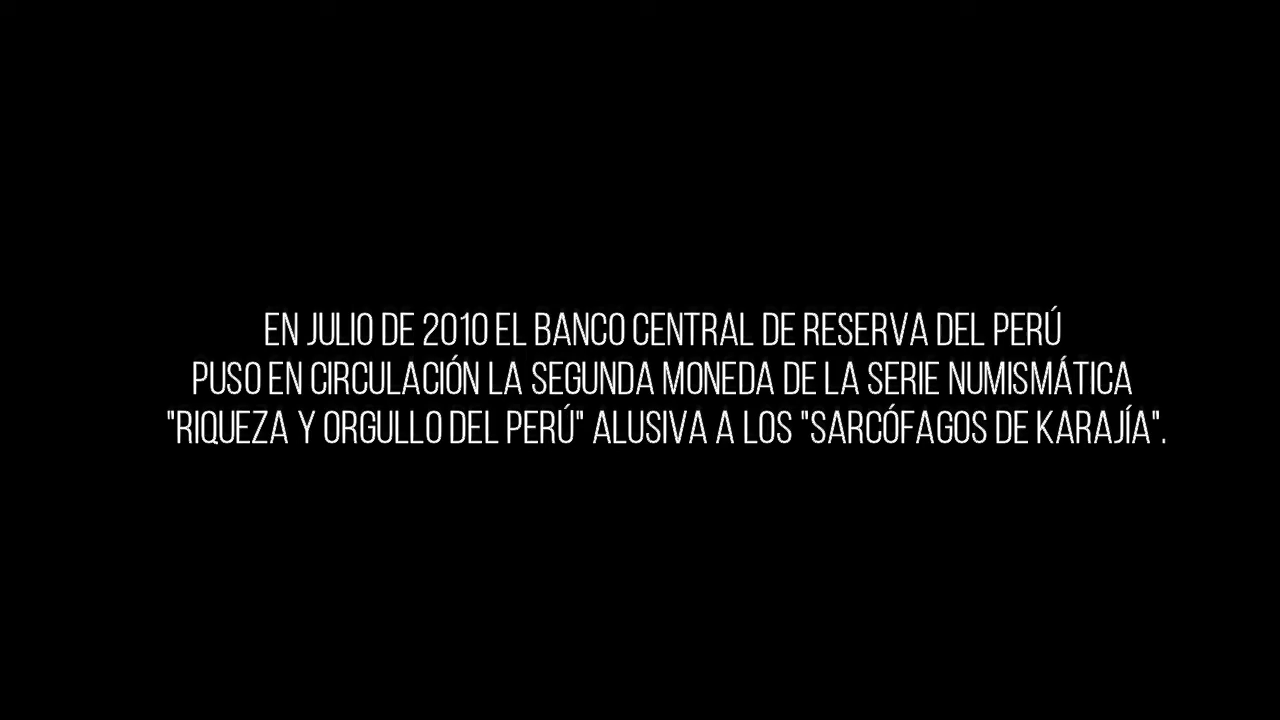 EN JULIO DE 2010 EL BANCO CENTRAL DE RESERVA DEL PERÚ
PUSO EN CIRCULACIÓN LA SEGUNDA MONEDA DE LA SERIE NUMISMÁTICA
"RIQUEZA Y ORGULLO DEL PERÚ" ALUSIVA A LOS "SARCÓFAGOS DE KARAJÍA".